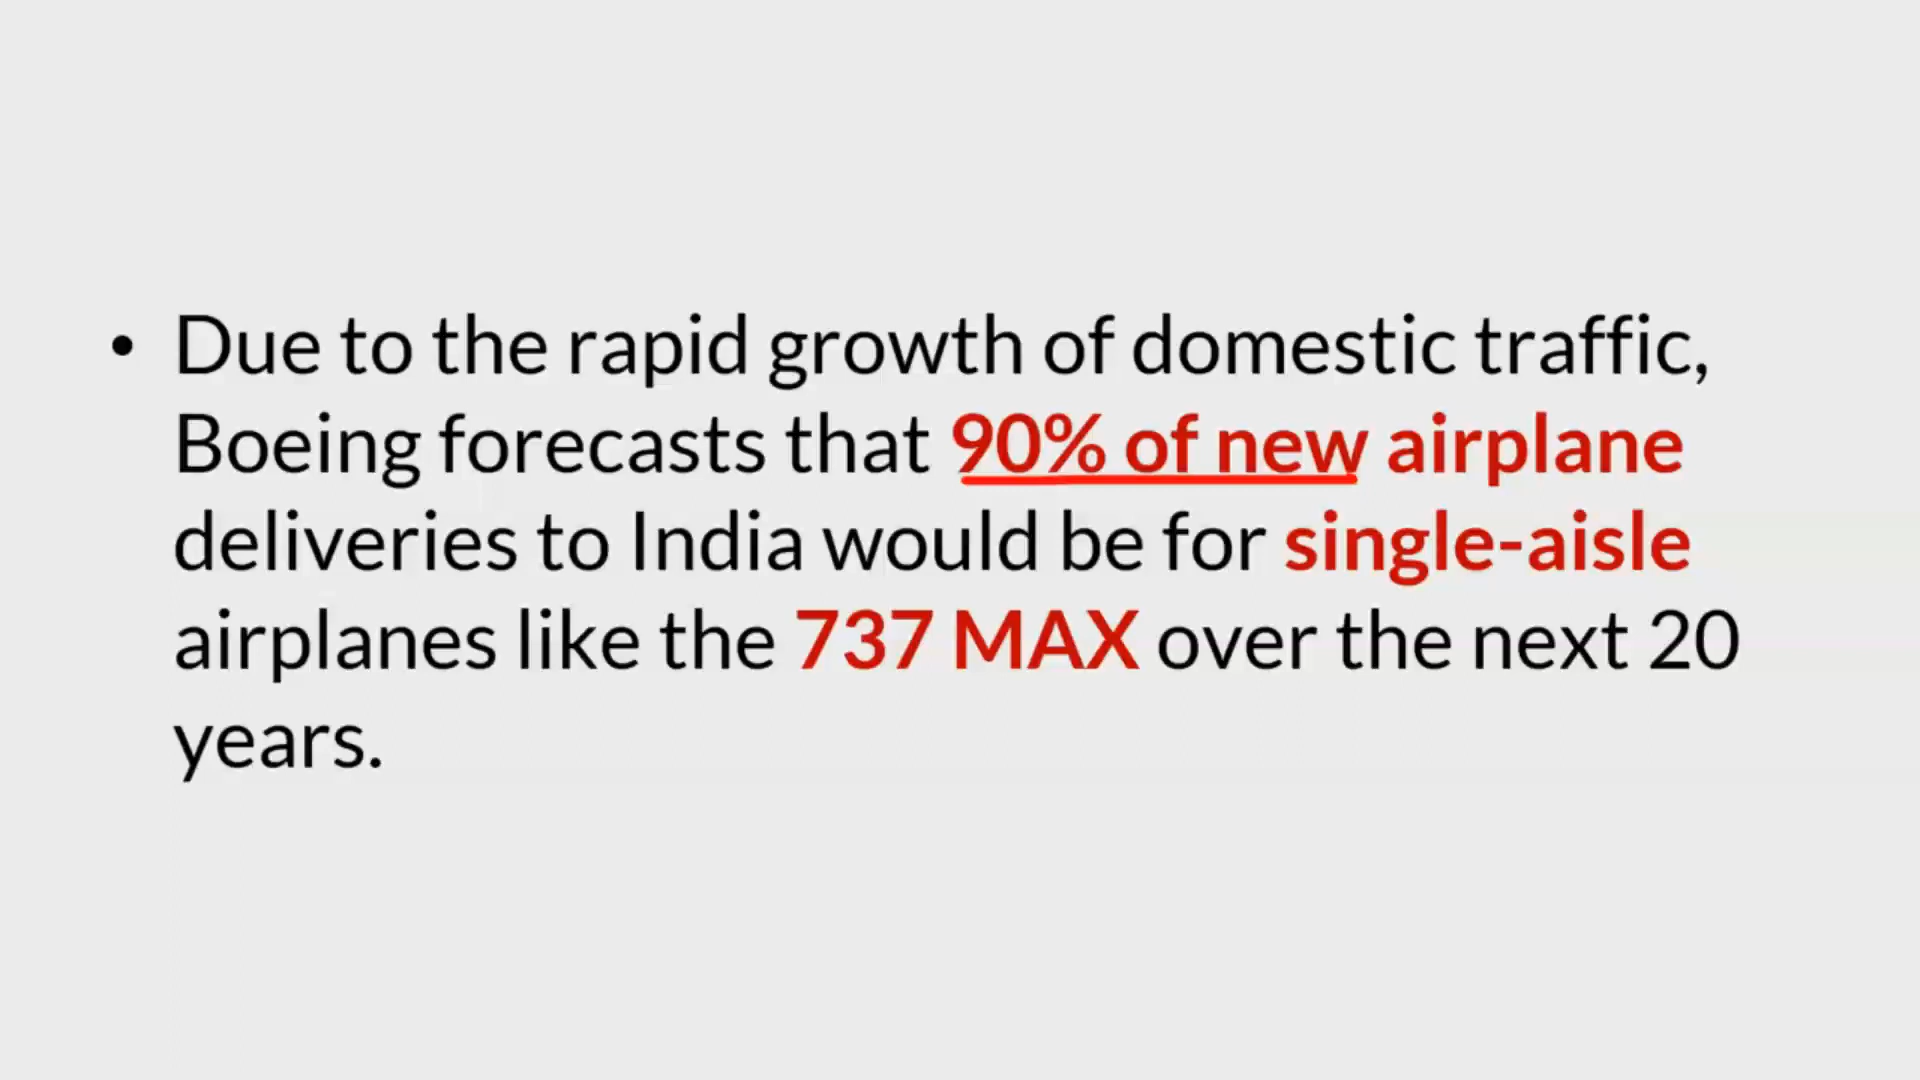 • Due to the rapid growth of domestic traffic,
Boeing forecasts that 90% of new airplane
deliveries to India would be for single-aisle
airplanes like the 737 MAX over the next 20
years.